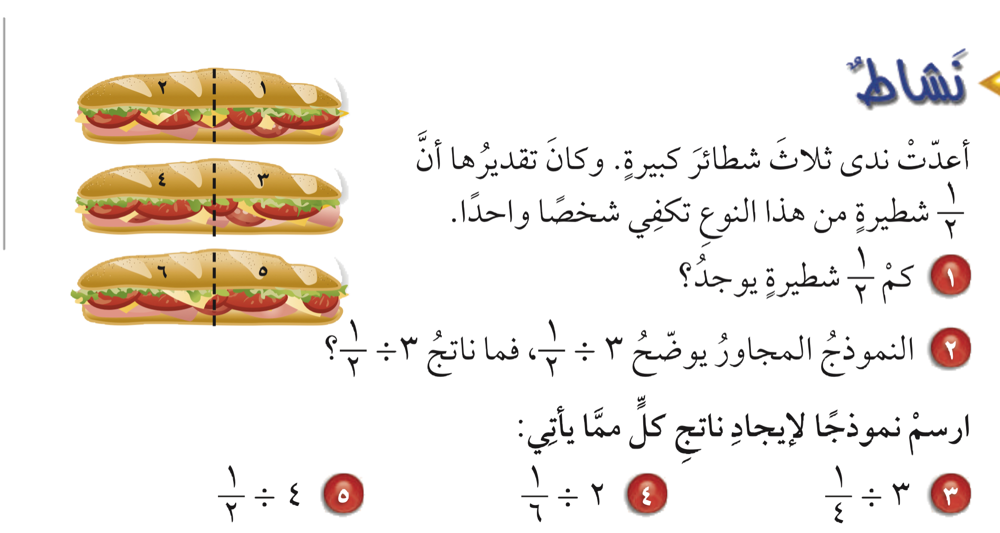 نَشاطٌ
أعدّتْ ندى ثلاثَ شطائرَ كبيرةٍ. وكانَ تقديرُها أنَّ
١/٢ شطيرةٍ من هذا النوعِ تكفِي شخصًا واحدًا.
١ كمْ ١/٢ شطيرةٍ يوجدُ؟
٢ النموذجُ المجاورُ يوضّحُ ٣ ÷ ١/٢، فما ناتجُ ٣ ÷ ١/٢؟
ارسمْ نموذجًا لإيجادِ ناتجِ كلٍّ ممَّا يأتِي:
٣ ٣ ÷ ١/٤ ٤ ٢ ÷ ١/٦ ٥ ٤ ÷ ١/٢
١ ٢
٣ ٤
٥ ٦